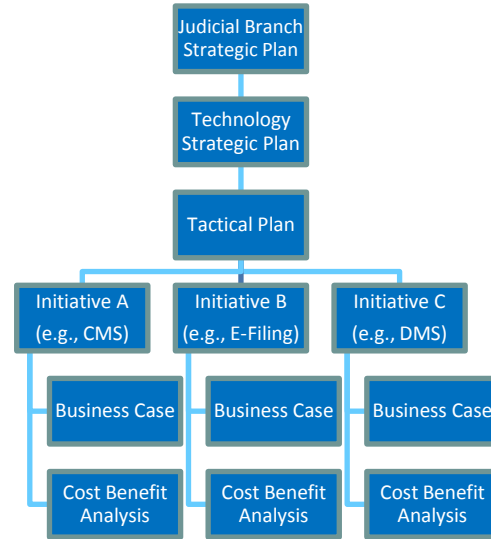 Judicial Branch
Strategic Plan
Technology
Strategic Plan
Tactical Plan
Initiative A
(e.g., CMS)
Initiative B
(e.g., E-Filing)
Initiative C
(e.g., DMS)
Business Case
Business Case
Business Case
Cost Benefit
Analysis
Cost Benefit
Analysis
Cost Benefit
Analysis